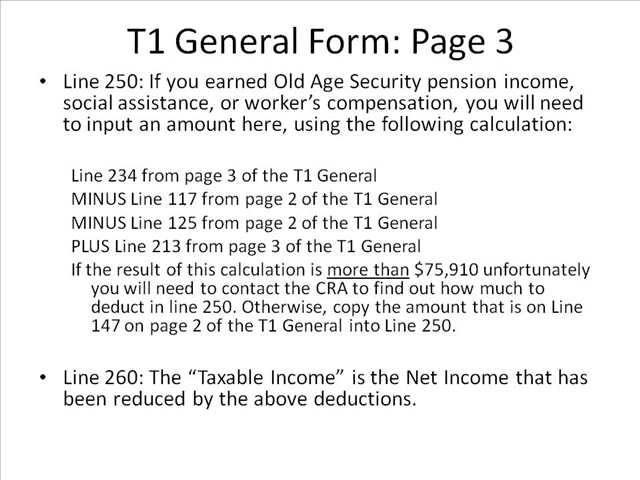 T1 General Form: Page 3
• Line 250: If you earned Old Age Security pension income,
social assistance, or worker’s compensation, you will need
to input an amount here, using the following calculation:
Line 234 from page 3 of the T1 General
MINUS Line 117 from page 2 of the T1 General
MINUS Line 125 from page 2 of the T1 General
PLUS Line 213 from page 3 of the T1 General
If the result of this calculation is more than $75,910 unfortunately
you will need to contact the CRA to find out how much to
deduct in line 250. Otherwise, copy the amount that is on Line
147 on page 2 of the T1 General into Line 250.
• Line 260: The “Taxable Income” is the Net Income that has
been reduced by the above deductions.